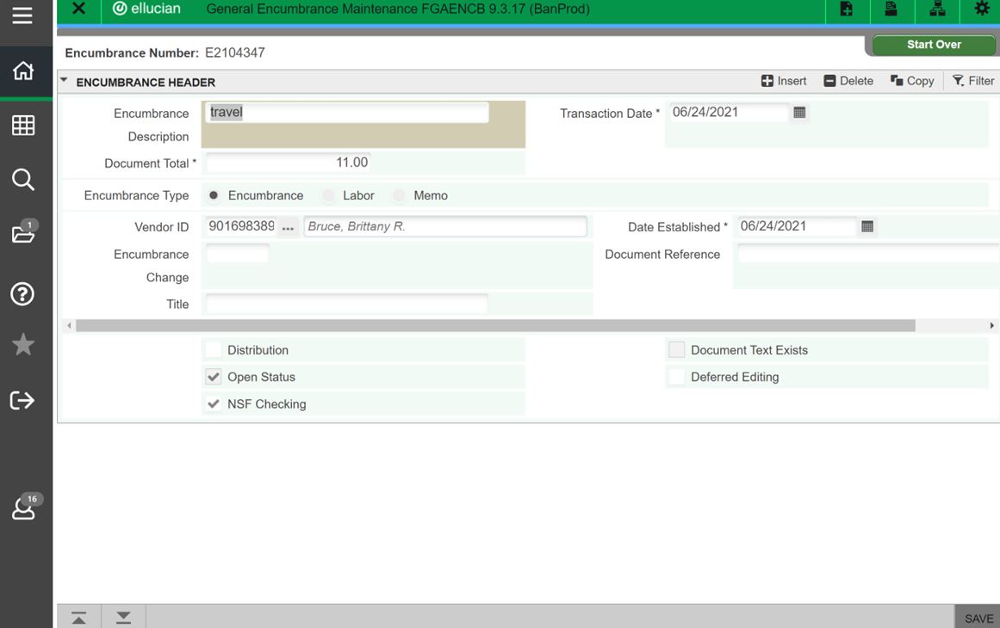 ellucian General Encumbrance Maintenance FGAENCB 9.3.17 (BanProd)
Encumbrance Number: E2104347 Start Over
ENCUMBRANCE HEADER Insert Delete Copy Filter
Encumbrance Description travel Transaction Date * 06/24/2021
Document Total * 11.00
Encumbrance Type Encumbrance Labor Memo
Vendor ID 901698389 ... Bruce, Brittany R. Date Established * 06/24/2021
Encumbrance Change Document Reference
Title
Distribution Document Text Exists
Open Status Deferred Editing
NSF Checking
1
16
SAVE